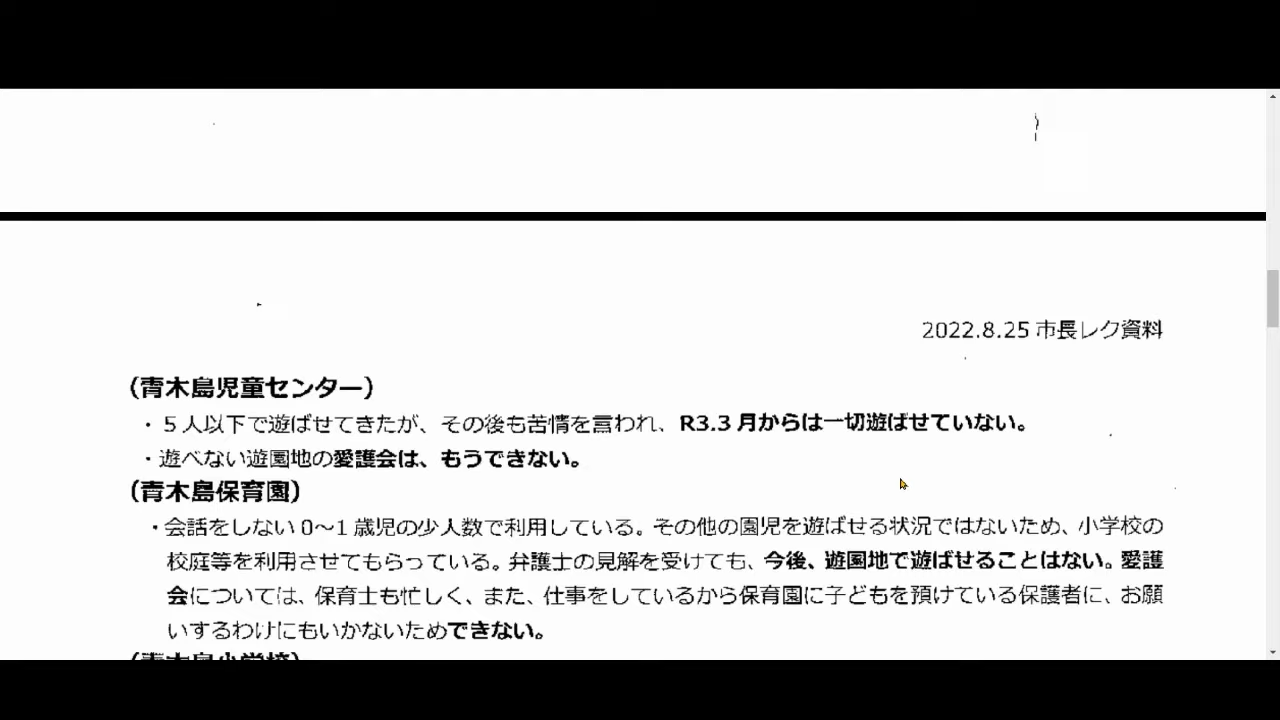 2022.8.25 市長レク資料
（青木島児童センター）
・５人以下で遊ばせてきたが、その後も苦情を言われ、R3.3 月からは一切遊ばせていない。
・遊べない遊園地の愛護会は、もうできない。
（青木島保育園）
・会話をしない０～１歳児の少人数で利用している。その他の園児を遊ばせる状況ではないため、小学校の
校庭等を利用させてもらっている。弁護士の見解を受けても、今後、遊園地で遊ばせることはない。愛護
会については、保育士も忙しく、また、仕事をしているから保育園に子どもを預けている保護者に、お願
いするわけにもいかないためできない。
（青木島小学校）